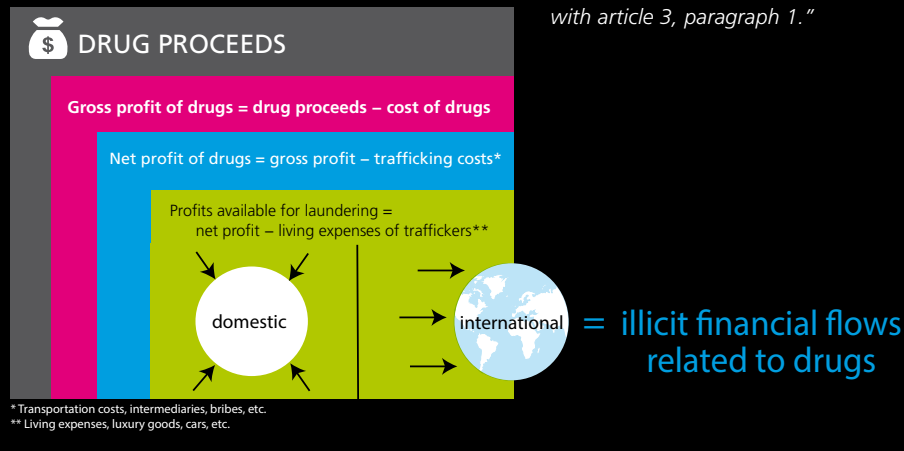 with article 3, paragraph 1.”
$
DRUG PROCEEDS
Gross profit of drugs = drug proceeds – cost of drugs
Net profit of drugs = gross profit – trafficking costs*
Profits available for laundering =
net profit – living expenses of traffickers**
domestic
international
= illicit financial flows
related to drugs
* Transportation costs, intermediaries, bribes, etc.
** Living expenses, luxury goods, cars, etc.